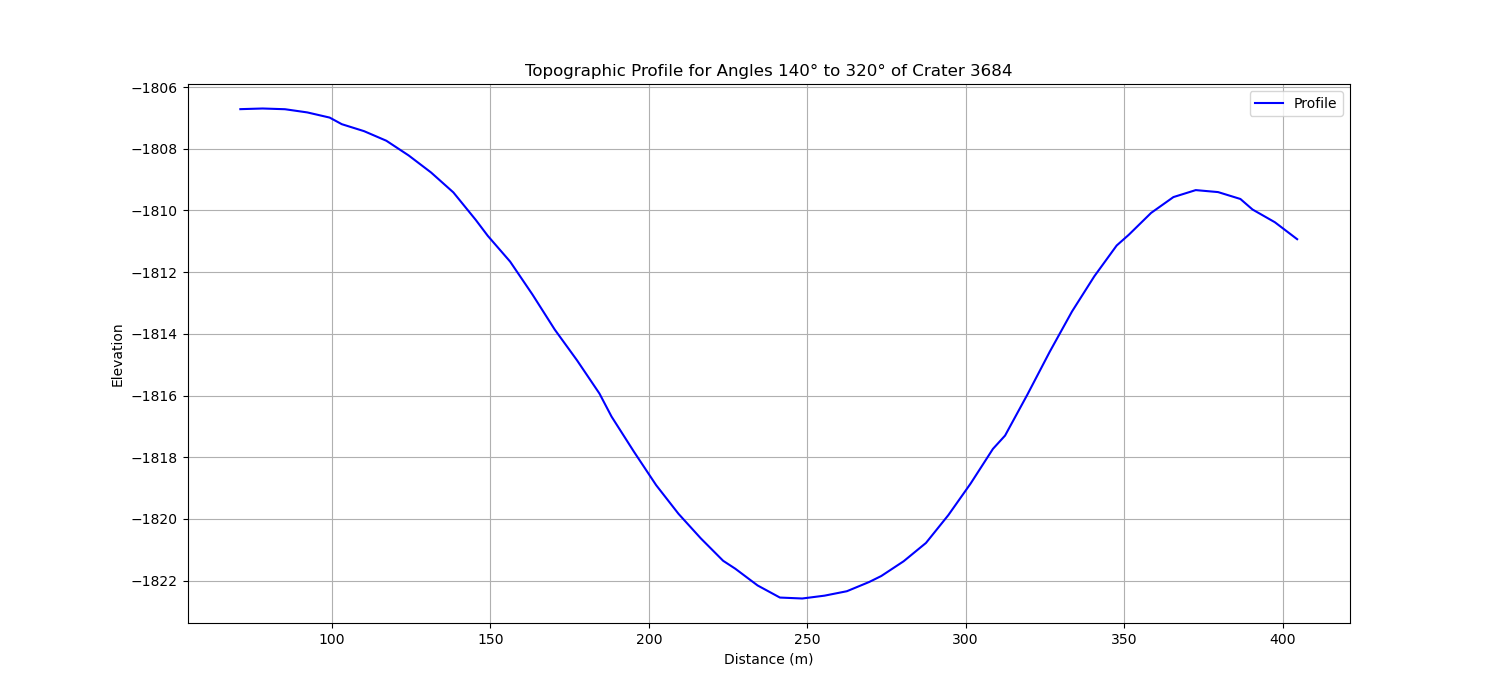 Topographic Profile for Angles 140° to 320° of Crater 3684
Profile
−1806
−1808
−1810
−1812
−1814
−1816
−1818
−1820
−1822
Elevation
100 150 200 250 300 350 400
Distance (m)